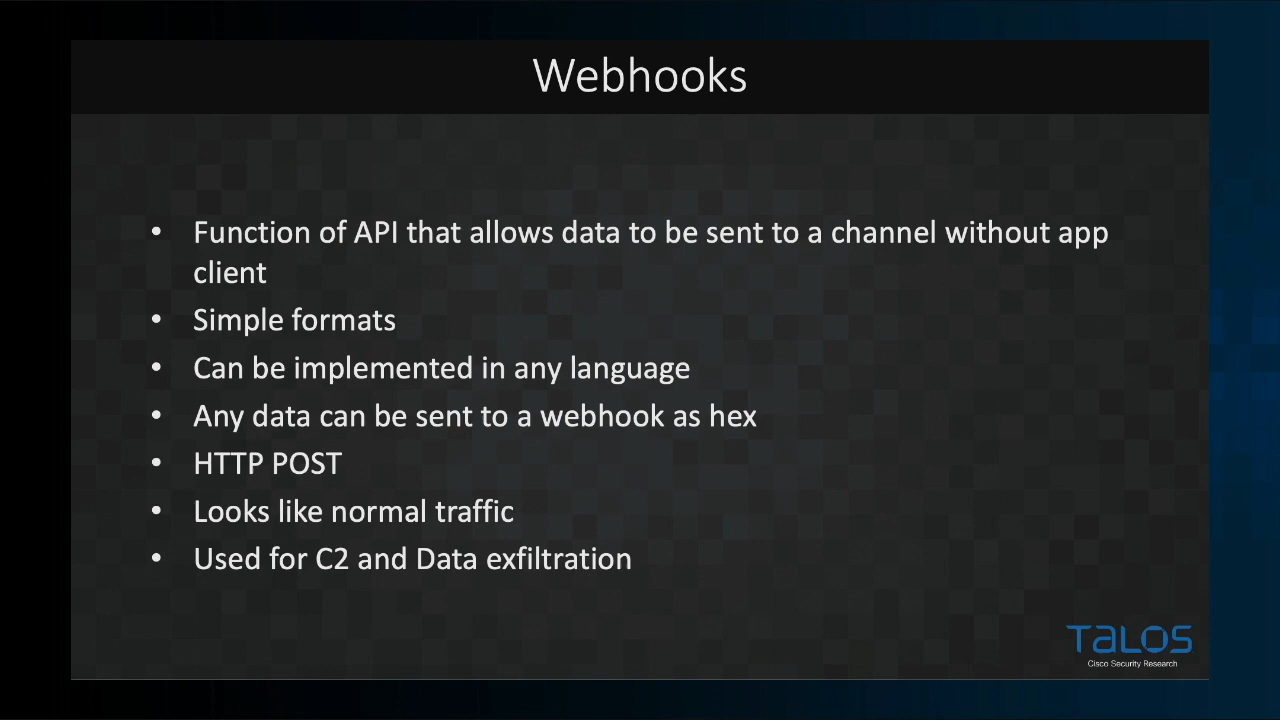 Webhooks
• Function of API that allows data to be sent to a channel without app
client
• Simple formats
• Can be implemented in any language
• Any data can be sent to a webhook as hex
• HTTP POST
• Looks like normal traffic
• Used for C2 and Data exfiltration
TALOS
Cisco Security Research